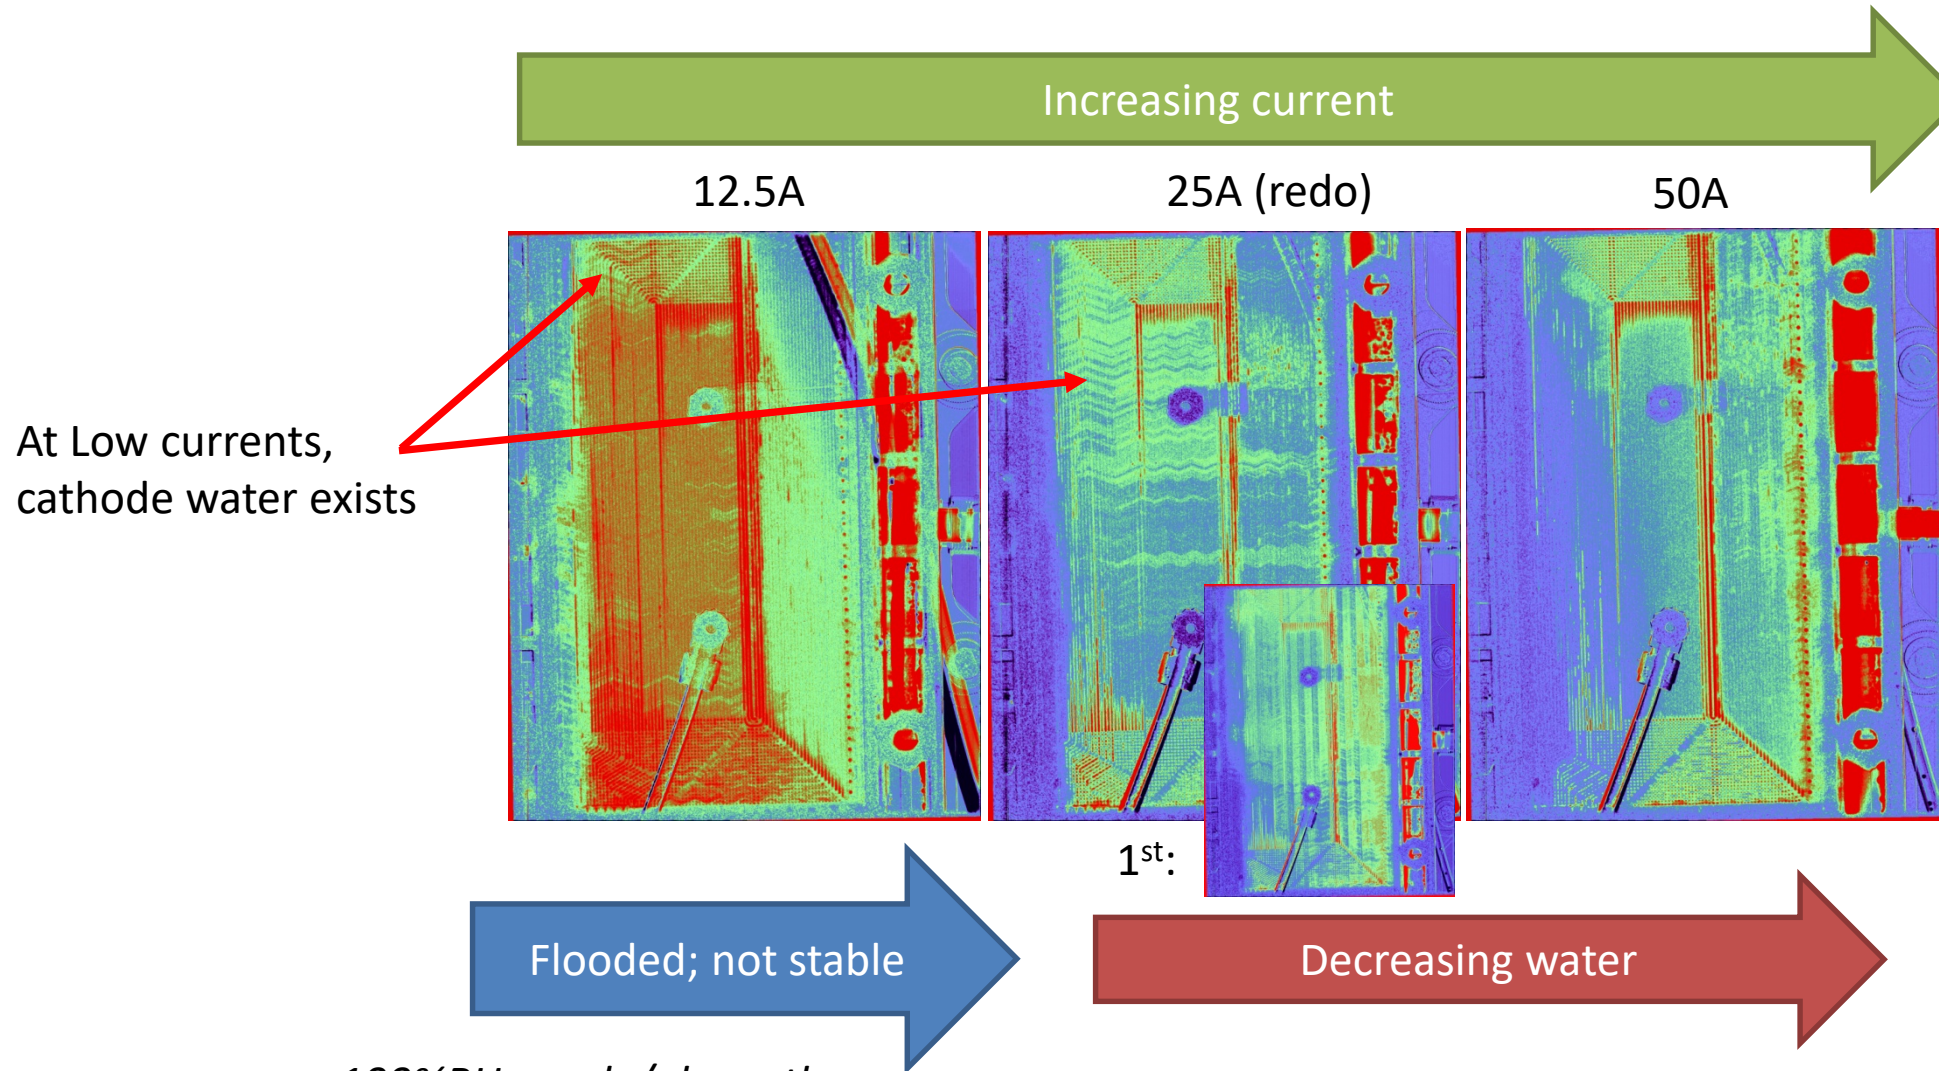 Increasing current
12.5A
25A (redo)
50A
At Low currents,
cathode water exists
1st:
Flooded; not stable
Decreasing water